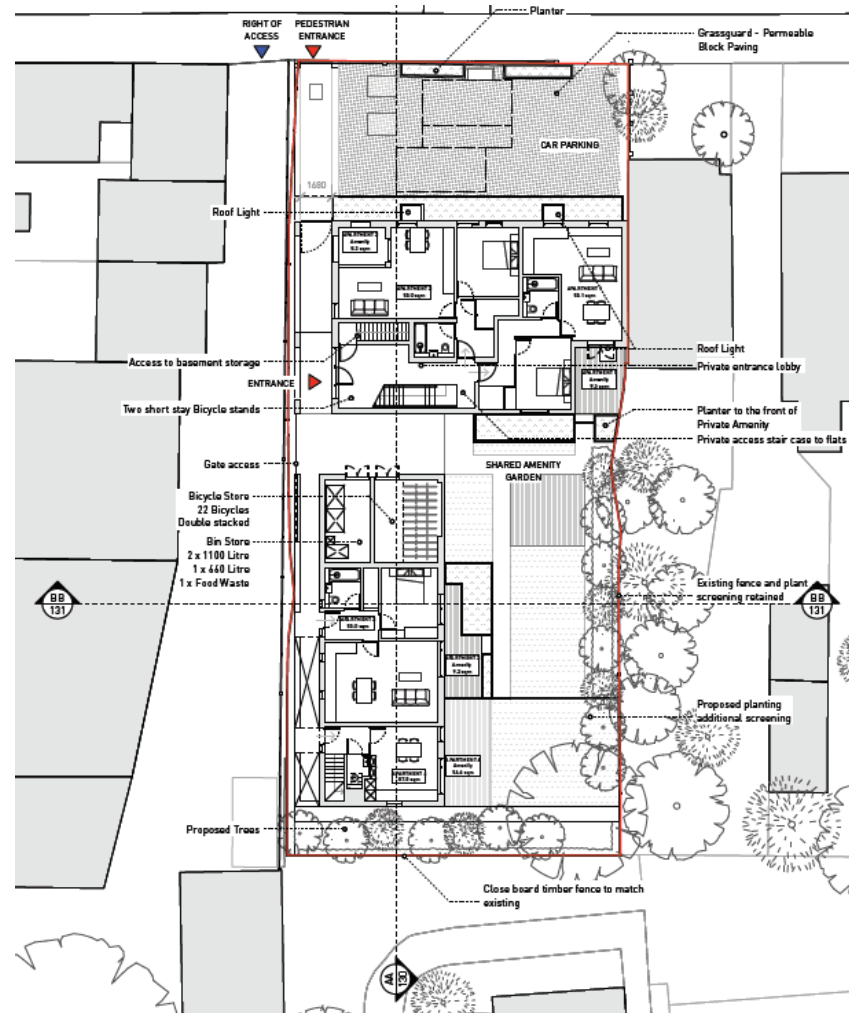 Planter
RIGHT OF
ACCESS
PEDESTRIAN
ENTRANCE
Grassguard - Permeable
Block Paving
CAR PARKING
1680
Roof Light
Amenity
Roof Light
Private entrance lobby
Access to basement storage
ENTRANCE
Two short stay Bicycle stands
Planter to the front of
Private Amenity
Private access stair case to flats
Gate access
SHARED AMENITY
GARDEN
Bicycle Store
22 Bicycles
Double stacked
Bin Store
2 x 1100 Litre
1 x 660 Litre
1 x Food Waste
BB
131
Existing fence and plant
screening retained
BB
131
Amenity
Proposed planting
additional screening
Amenity
Proposed Trees
Close board timber fence to match
existing
AA
130